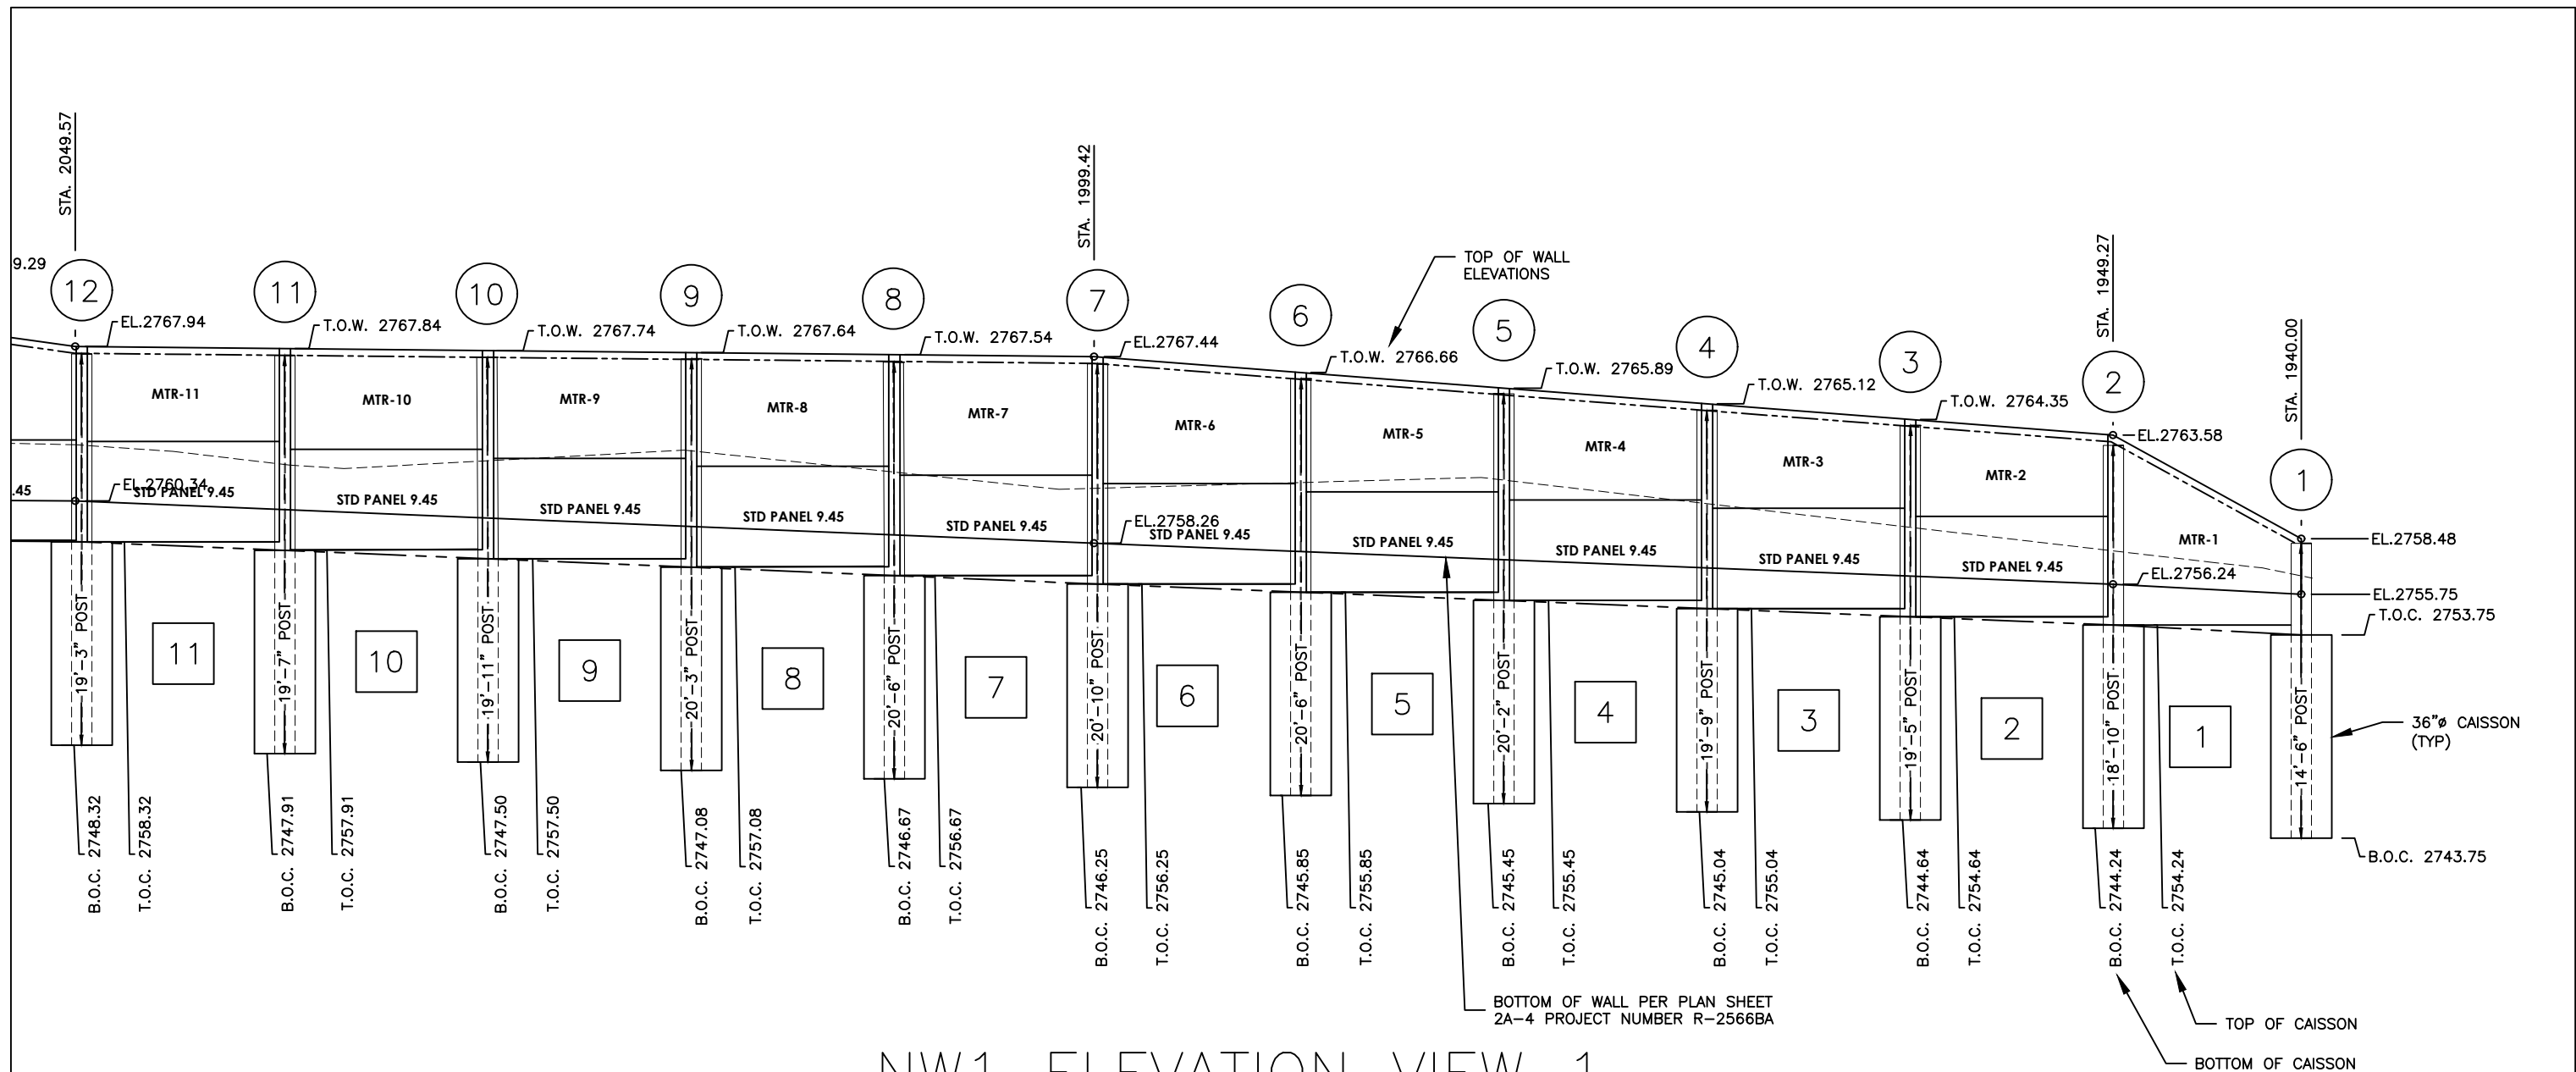 STA. 2049.57
STA. 1999.42
STA. 1949.27
STA. 1940.00
9.29
12
11
10
9
8
7
6
5
4
3
2
1
TOP OF WALL
ELEVATIONS
EL.2767.94
T.O.W. 2767.84
T.O.W. 2767.74
T.O.W. 2767.64
T.O.W. 2767.54
EL.2767.44
T.O.W. 2766.66
T.O.W. 2765.89
T.O.W. 2765.12
T.O.W. 2764.35
EL.2763.58
EL.2758.48
MTR-11
MTR-10
MTR-9
MTR-8
MTR-7
MTR-6
MTR-5
MTR-4
MTR-3
MTR-2
MTR-1
.45
EL.2760.34
STD PANEL 9.45
STD PANEL 9.45
STD PANEL 9.45
STD PANEL 9.45
STD PANEL 9.45
EL.2758.26
STD PANEL 9.45
STD PANEL 9.45
STD PANEL 9.45
STD PANEL 9.45
STD PANEL 9.45
EL.2756.24
EL.2755.75
T.O.C. 2753.75
19'-3" POST
19'-7" POST
19'-11" POST
20'-3" POST
20'-6" POST
20'-10" POST
20'-6" POST
20'-2" POST
19'-9" POST
19'-5" POST
18'-10" POST
14'-6" POST
11
10
9
8
7
6
5
4
3
2
1
36"ø CAISSON
(TYP)
B.O.C. 2748.32
T.O.C. 2758.32
B.O.C. 2747.91
T.O.C. 2757.91
B.O.C. 2747.50
T.O.C. 2757.50
B.O.C. 2747.08
T.O.C. 2757.08
B.O.C. 2746.67
T.O.C. 2756.67
B.O.C. 2746.25
T.O.C. 2756.25
B.O.C. 2745.85
T.O.C. 2755.85
B.O.C. 2745.45
T.O.C. 2755.45
B.O.C. 2745.04
T.O.C. 2755.04
B.O.C. 2744.64
T.O.C. 2754.64
B.O.C. 2744.24
T.O.C. 2754.24
B.O.C. 2743.75
BOTTOM OF WALL PER PLAN SHEET
2A-4 PROJECT NUMBER R-2566BA
TOP OF CAISSON
BOTTOM OF CAISSON
NW1 ELEVATION VIEW 1